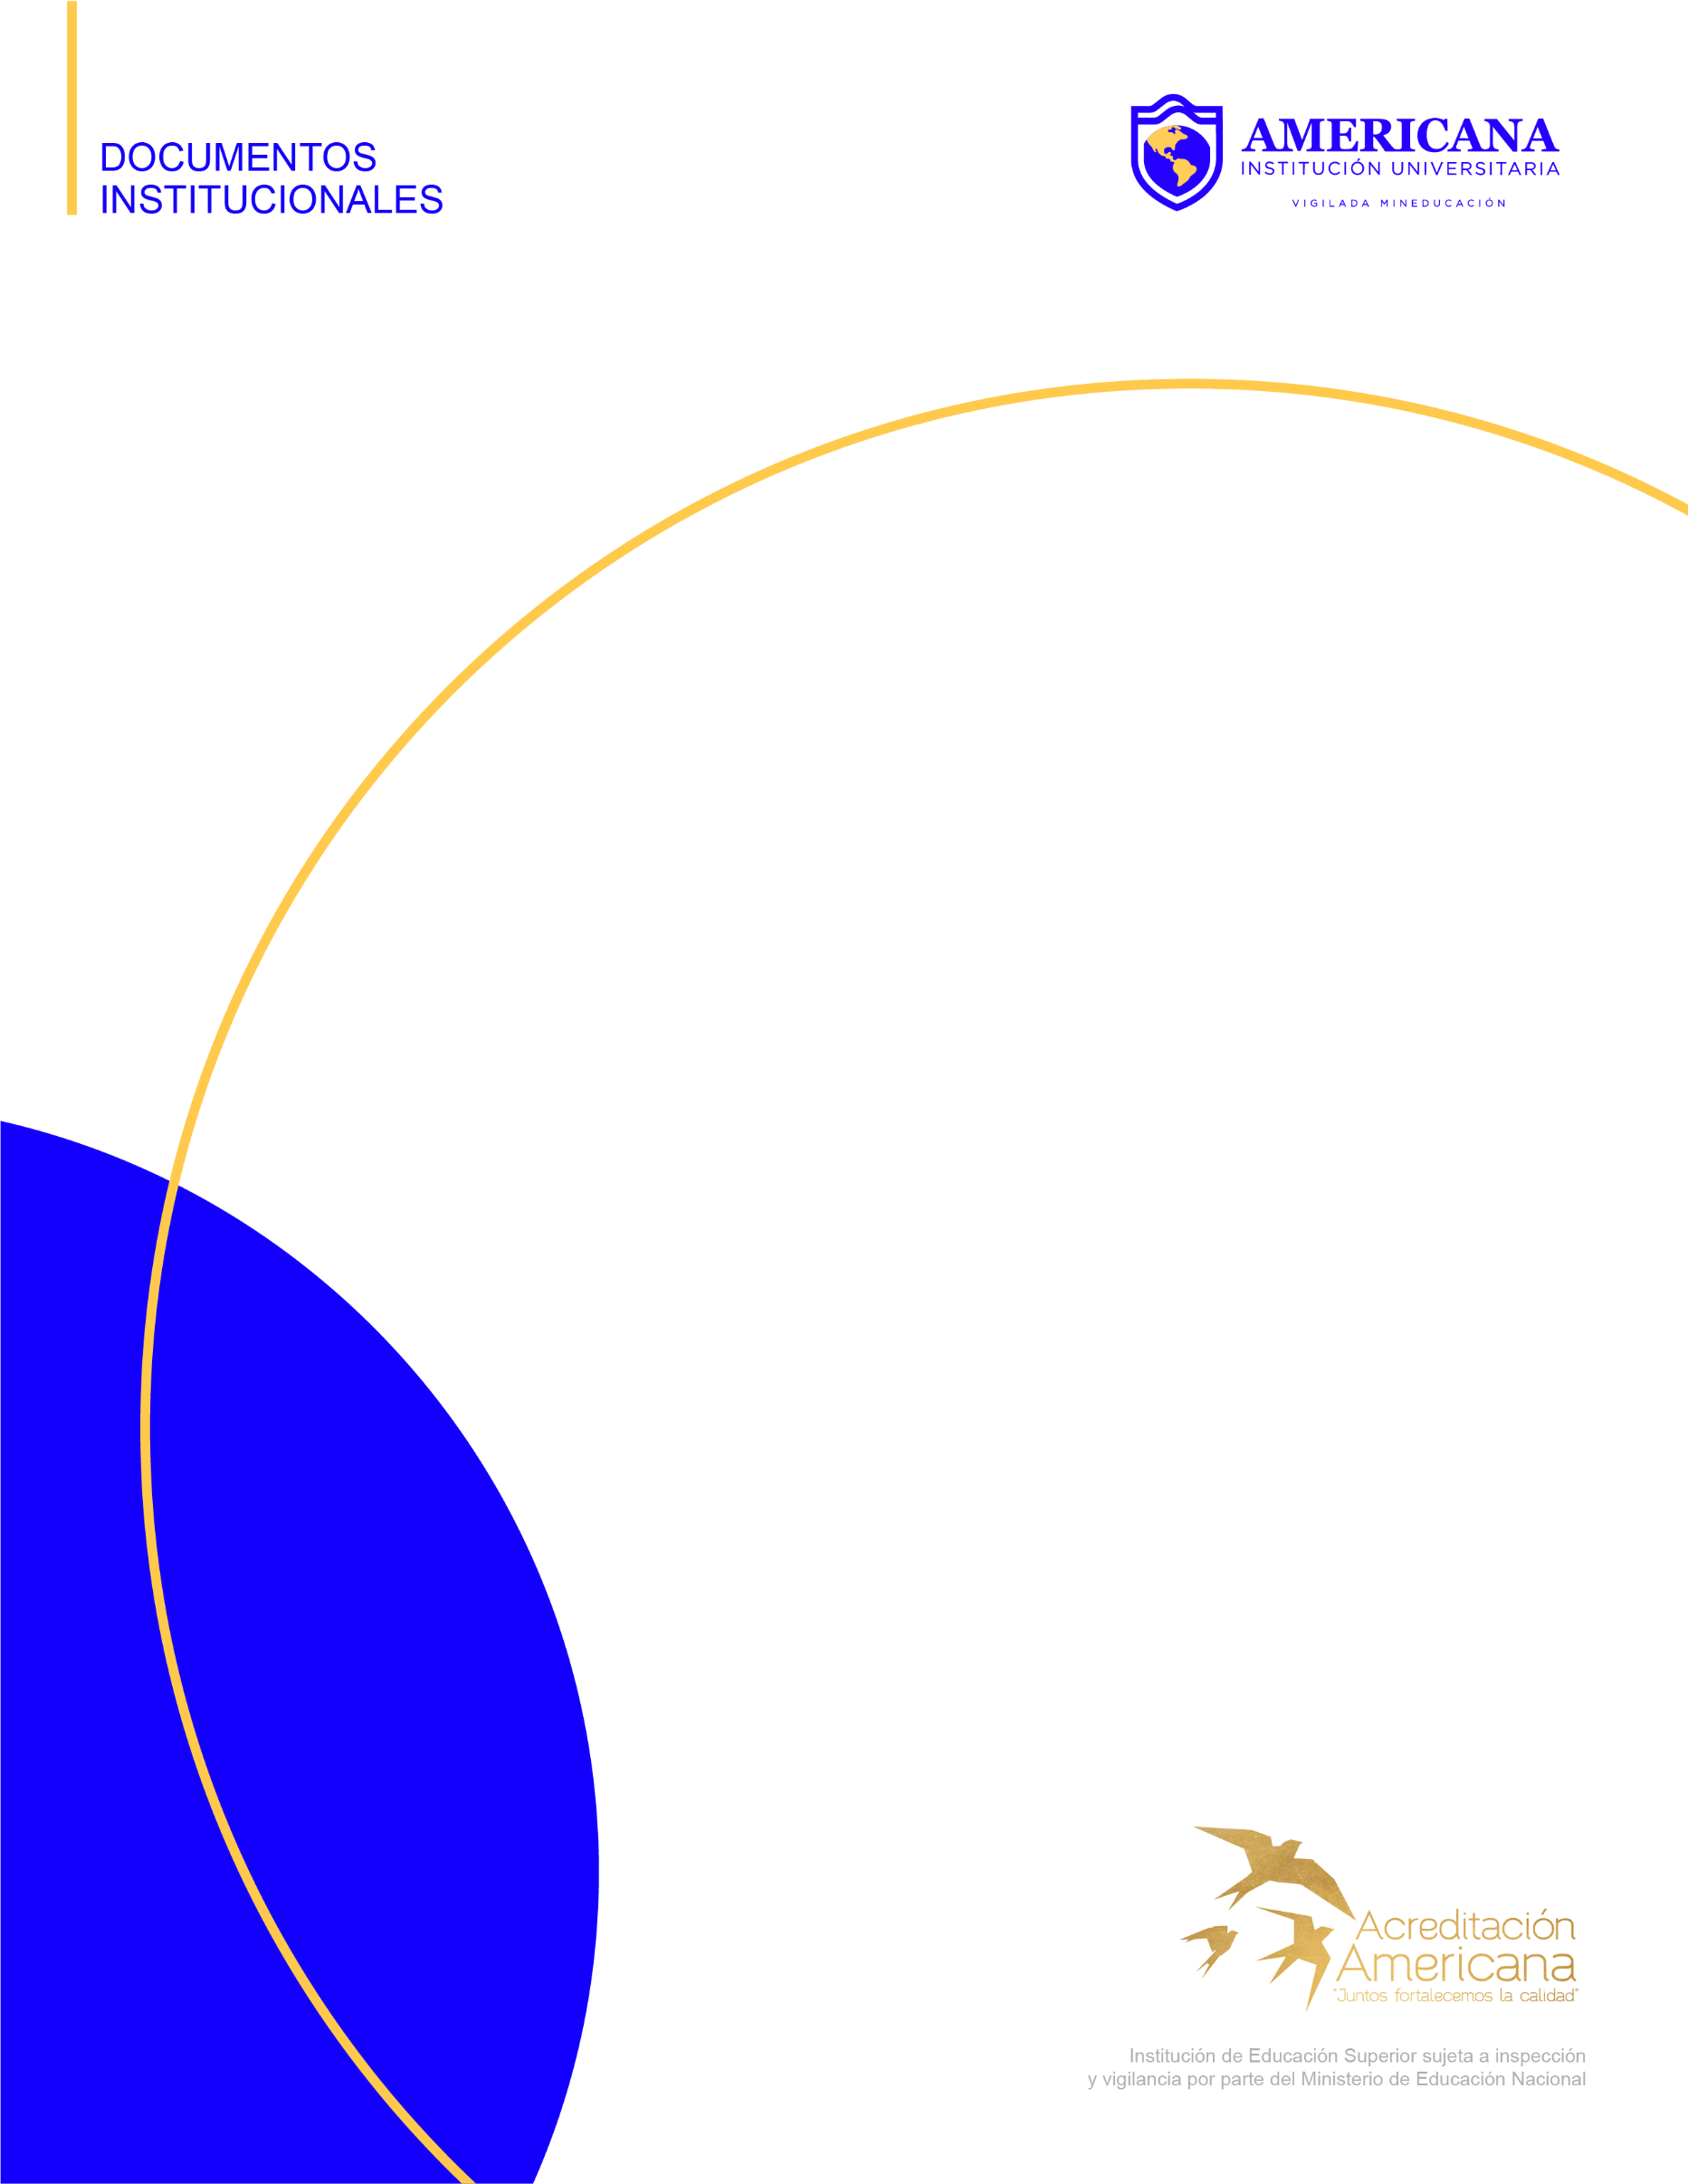 DOCUMENTOS
INSTITUCIONALES
AMERICANA
INSTITUCIÓN UNIVERSITARIA
VIGILADA MINEDUCACIÓN
Acreditación
Americana
"Juntos fortalecemos la calidad"
Institución de Educación Superior sujeta a inspección
y vigilancia por parte del Ministerio de Educación Nacional